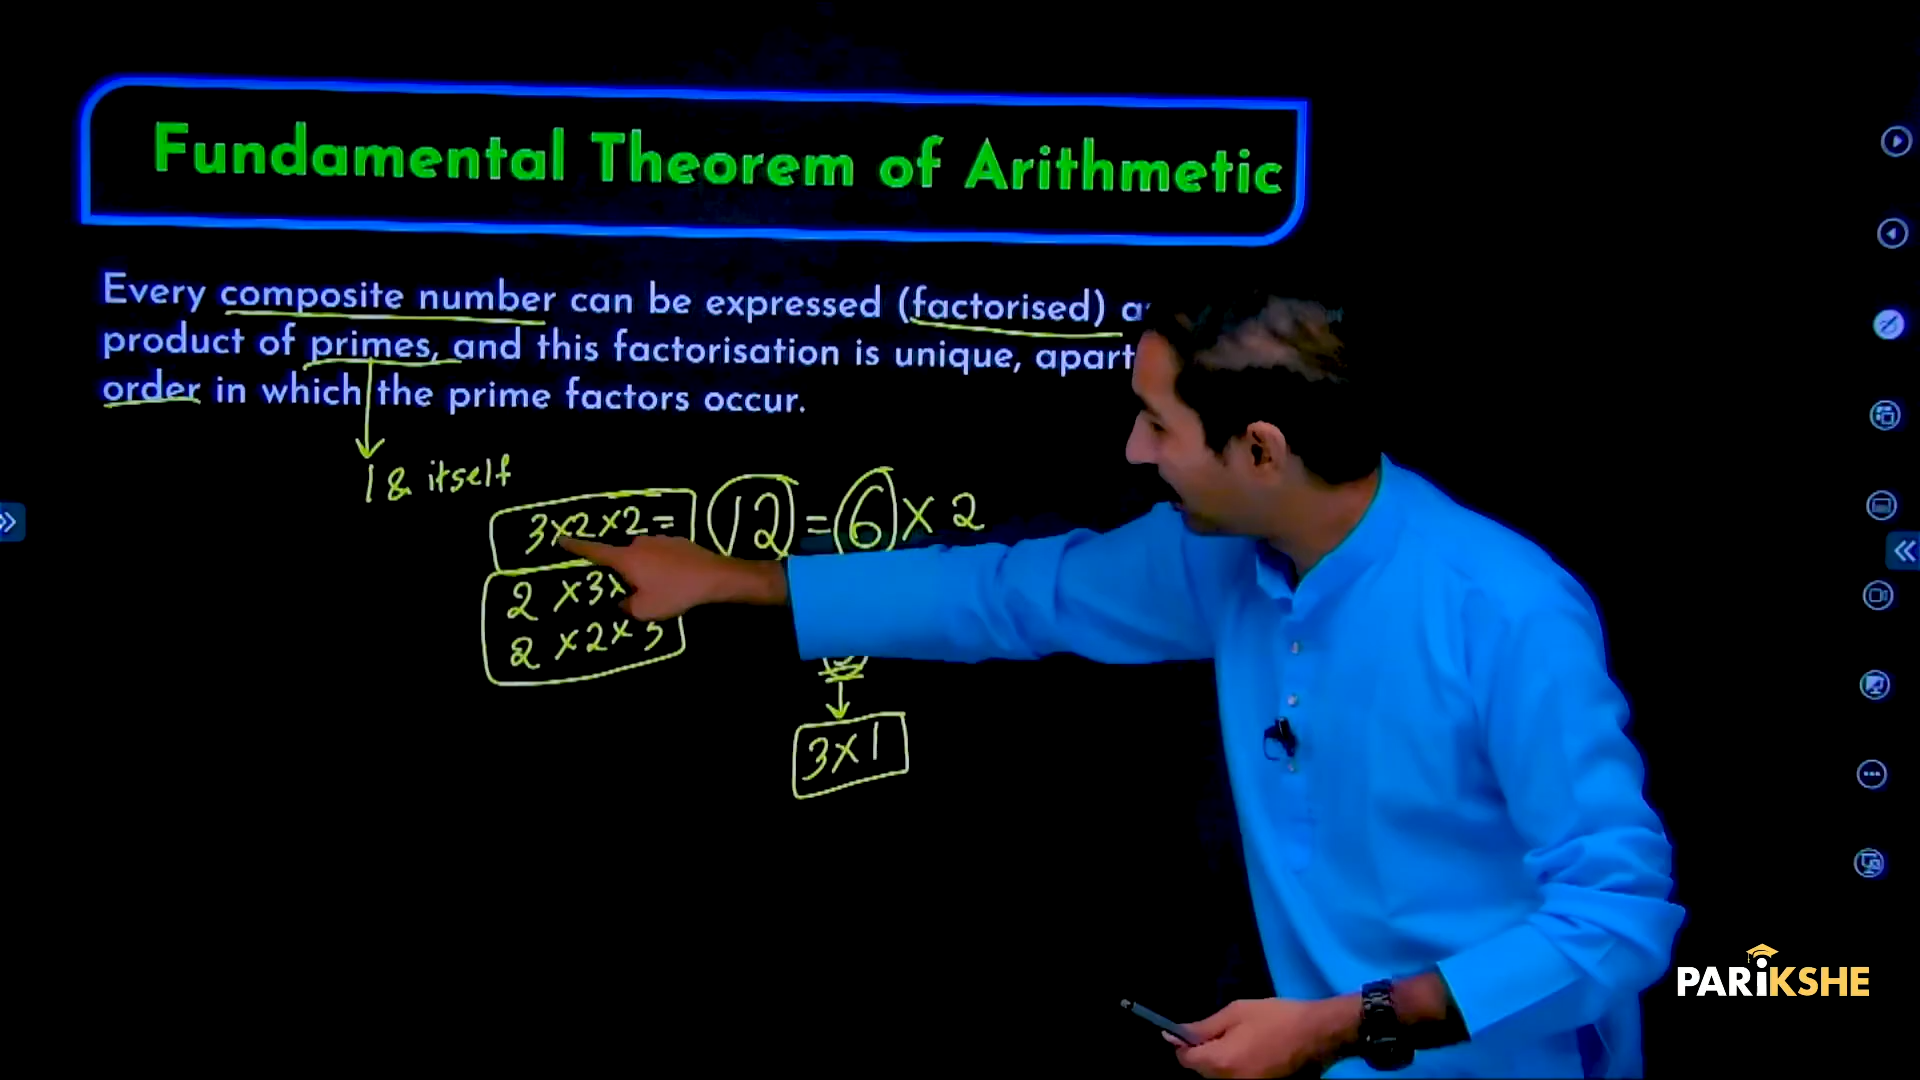 Fundamental Theorem of Arithmetic
Every composite number can be expressed (factorised)
product of primes, and this factorisation is unique, apart
order in which the prime factors occur.
1 & itself
3×2×2= 12 = 6 × 2
2 ×3×
2 ×2×3
3×1
PARiKSHE